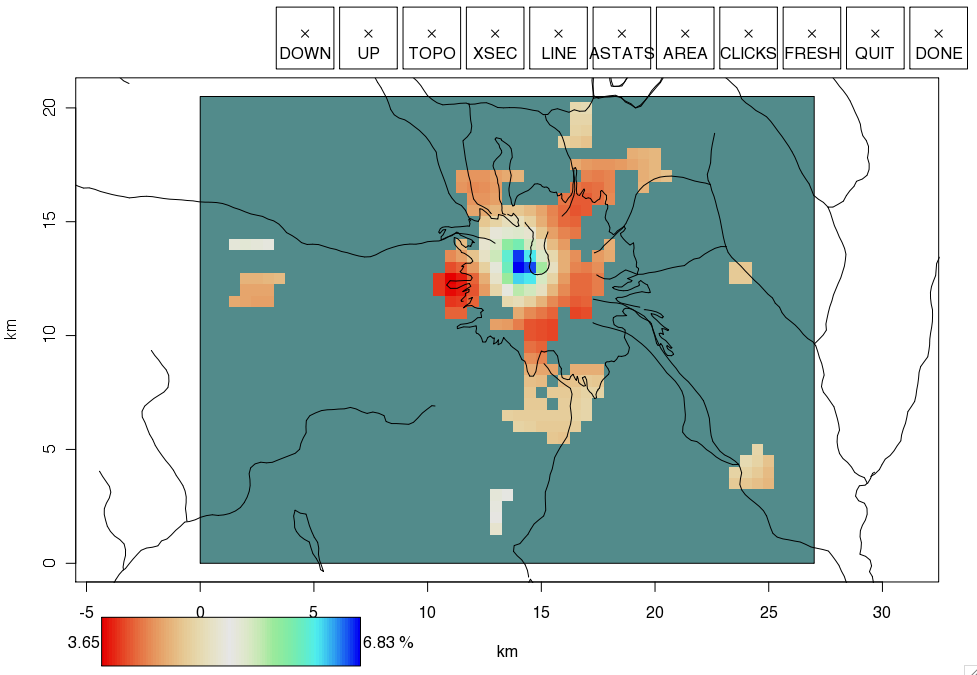 DOWN UP TOPO XSEC LINE ASTATS AREA CLICKS FRESH QUIT DONE
20
15
10
5
0
km
-5 0 5 10 15 20 25 30
3.65 6.83 %
km